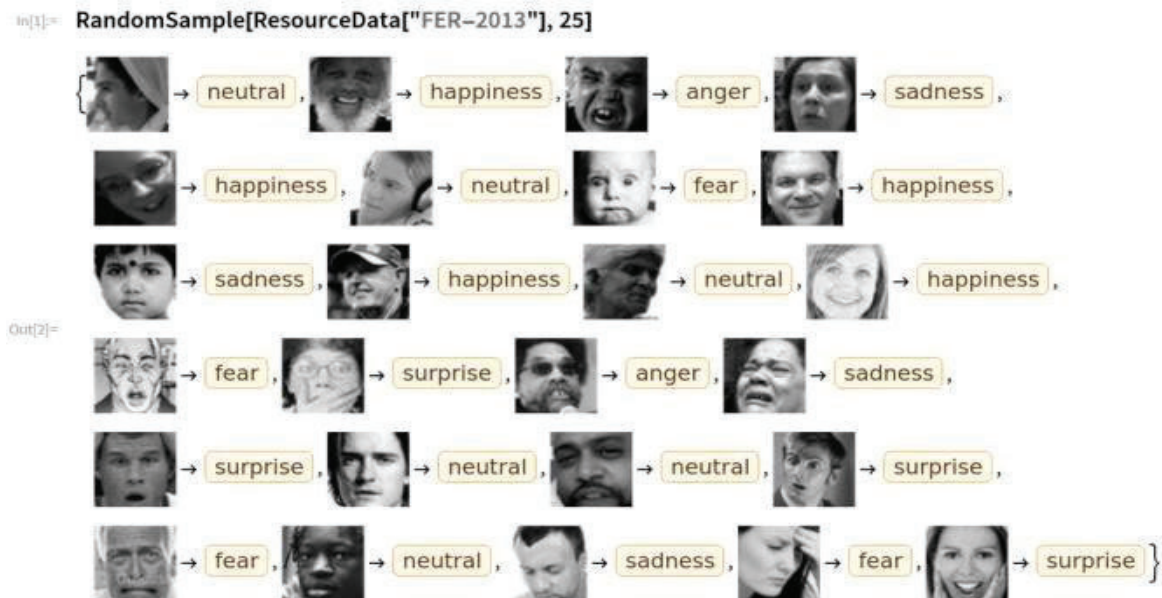 In[1]:= RandomSample[ResourceData["FER-2013"], 25]
{ → neutral , → happiness , → anger , → sadness ,
→ happiness , → neutral , → fear , → happiness ,
→ sadness , → happiness , → neutral , → happiness ,
Out[2]=
→ fear , → surprise , → anger , → sadness ,
→ surprise , → neutral , → neutral , → surprise ,
→ fear , → neutral , → sadness , → fear , → surprise }